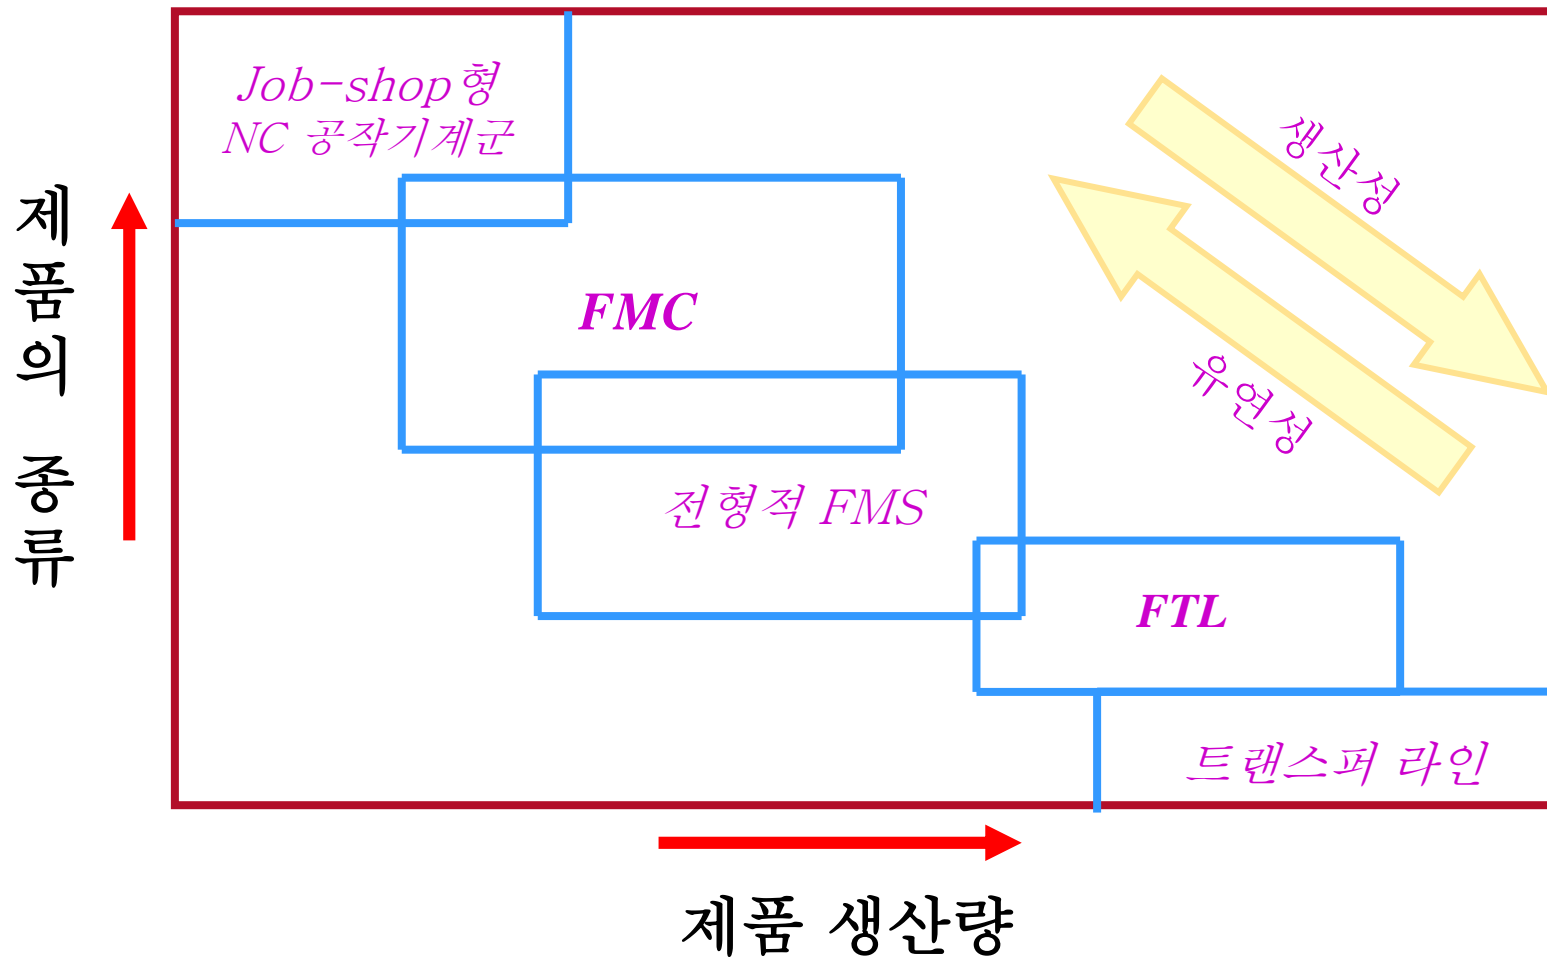 Job-shop형
NC 공작기계군
생산성
제품의 종류
FMC
유연성
전형적 FMS
FTL
트랜스퍼 라인
제품 생산량